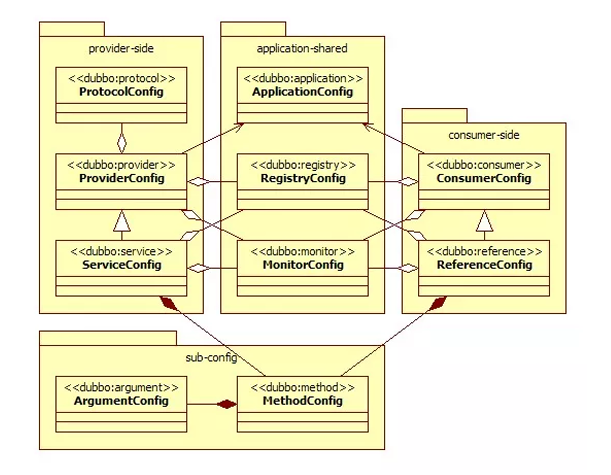 provider-side
application-shared
<<dubbo:protocol>>
ProtocolConfig
<<dubbo:application>>
ApplicationConfig
consumer-side
<<dubbo:provider>>
ProviderConfig
<<dubbo:registry>>
RegistryConfig
<<dubbo:consumer>>
ConsumerConfig
<<dubbo:service>>
ServiceConfig
<<dubbo:monitor>>
MonitorConfig
<<dubbo:reference>>
ReferenceConfig
sub-config
<<dubbo:argument>>
ArgumentConfig
<<dubbo:method>>
MethodConfig